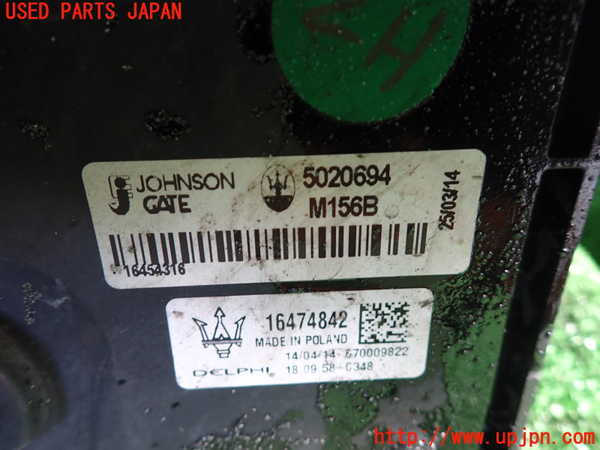 USED PARTS JAPAN
H
JOHNSON
GATE
5020694
M156B
25/03/14
16454316
16474842
MADE IN POLAND
14/04/14-670009822
DELPHI
18 09 58-C348
http://www.upjpn.com/